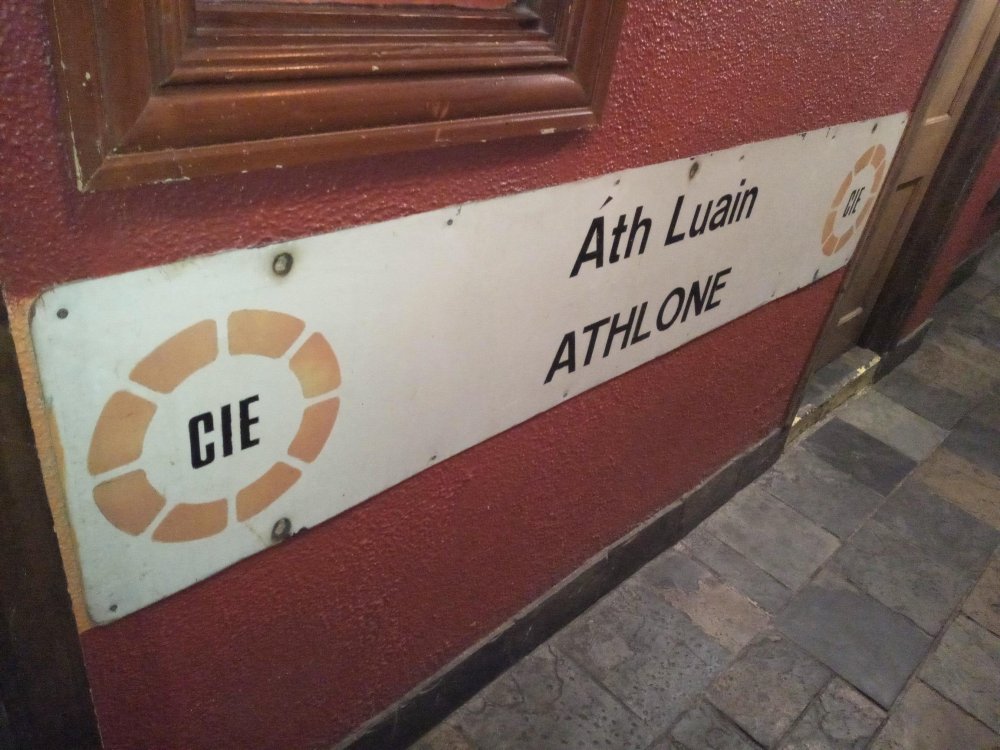 CIE
Áth Luain
ATHLONE
CIE